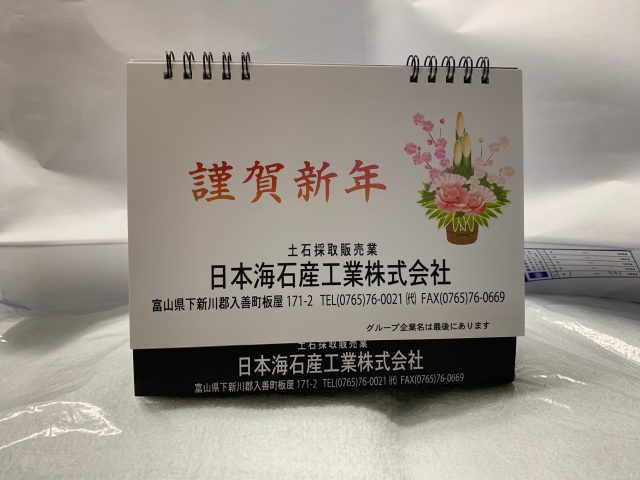 謹賀新年
土石採取販売業
日本海石産工業株式会社
富山県下新川郡入善町板屋 171-2 TEL(0765)76-0021 ㈹ FAX(0765)76-0669
グループ企業名は最後にあります
土石採取販売業
日本海石産工業株式会社
富山県下新川郡入善町板屋 171-2 TEL(0765)76-0021 ㈹ FAX(0765)76-0669